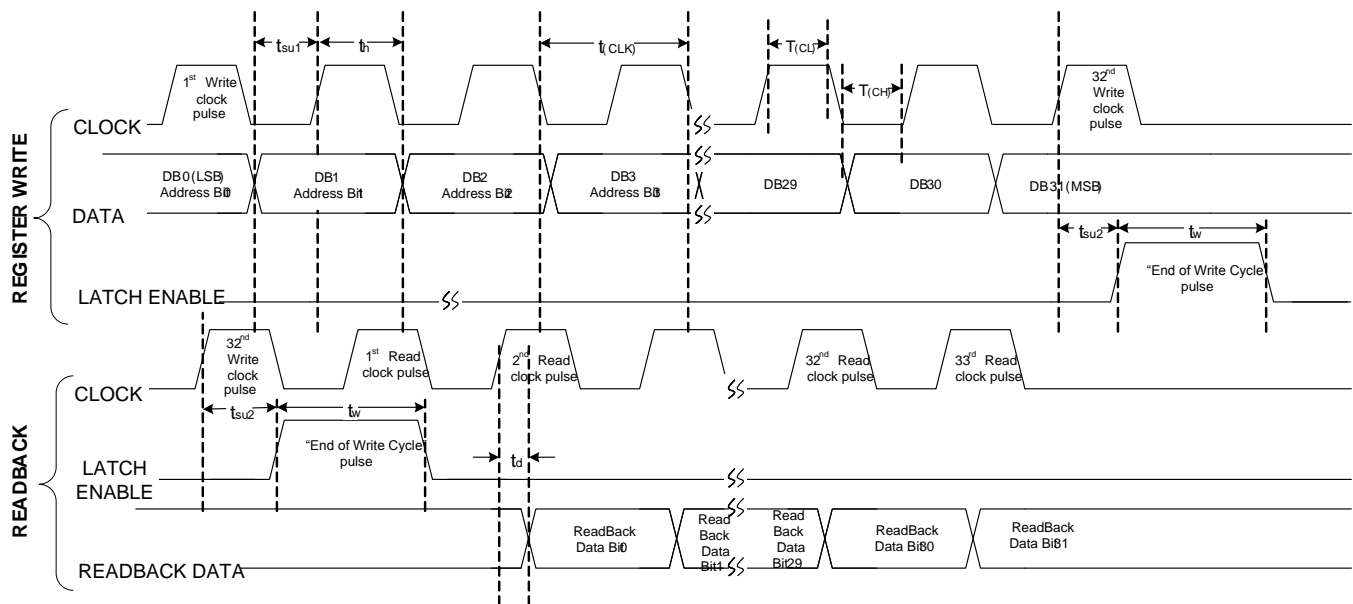 REGISTER WRITE
tsu1
th
t(CLK)
T(CL)
T(CH)
1st Write
clock
pulse
32nd
Write
clock
pulse
CLOCK
DB0 (LSB)
Address Bit0
DB1
Address Bit1
DB2
Address Bit2
DB3
Address Bit3
DB29
DB30
DB31 (MSB)
DATA
tsu2
tw
"End of Write Cycle
pulse
LATCH ENABLE
READBACK
32nd
Write
clock
pulse
1st Read
clock pulse
2nd Read
clock pulse
32nd Read
clock pulse
33rd Read
clock pulse
CLOCK
tsu2
tw
"End of Write Cycle
pulse
td
LATCH
ENABLE
ReadBack
Data Bit0
Read
Back
Data
Bit1
Read
Back
Data
Bit29
ReadBack
Data Bit30
ReadBack
Data Bit31
READBACK DATA